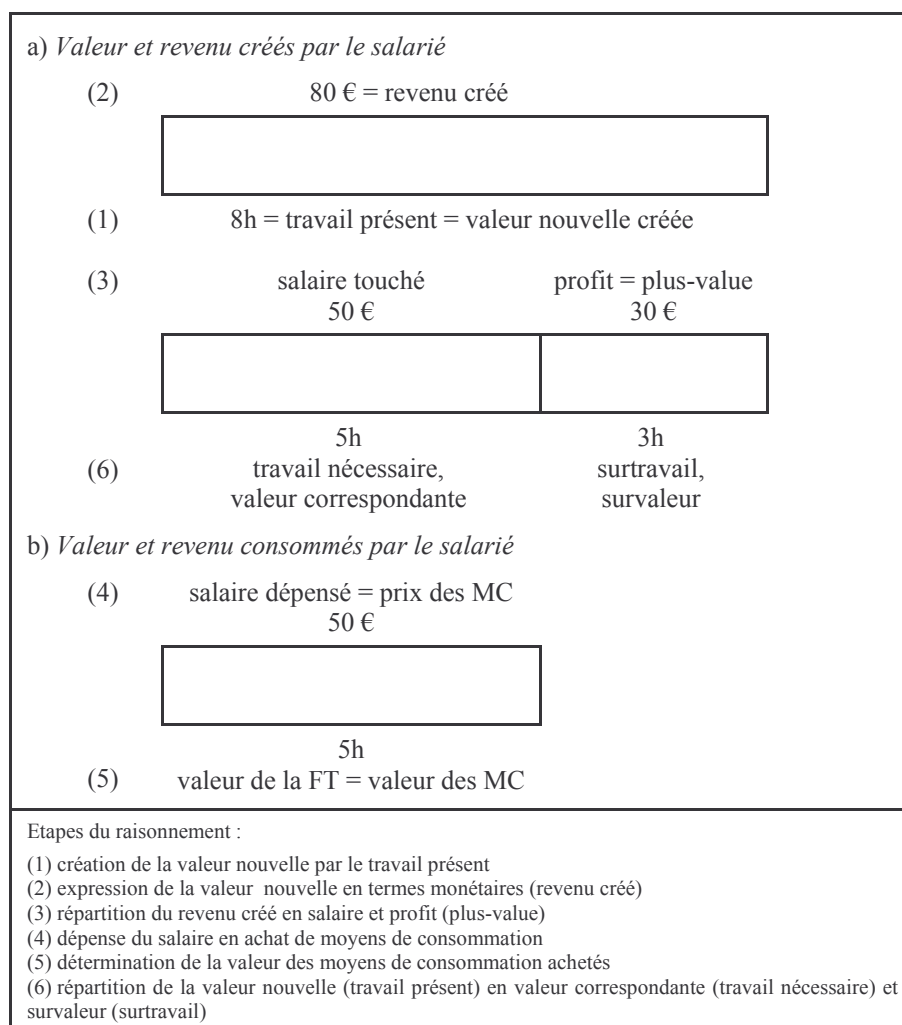 a) Valeur et revenu créés par le salarié
(2) 80 € = revenu créé
(1) 8h = travail présent = valeur nouvelle créée
(3) salaire touché profit = plus-value
50 € 30 €
5h 3h
(6) travail nécessaire, surtravail,
valeur correspondante survaleur
b) Valeur et revenu consommés par le salarié
(4) salaire dépensé = prix des MC
50 €
5h
(5) valeur de la FT = valeur des MC
Etapes du raisonnement :
(1) création de la valeur nouvelle par le travail présent
(2) expression de la valeur nouvelle en termes monétaires (revenu créé)
(3) répartition du revenu créé en salaire et profit (plus-value)
(4) dépense du salaire en achat de moyens de consommation
(5) détermination de la valeur des moyens de consommation achetés
(6) répartition de la valeur nouvelle (travail présent) en valeur correspondante (travail nécessaire) et
survaleur (surtravail)